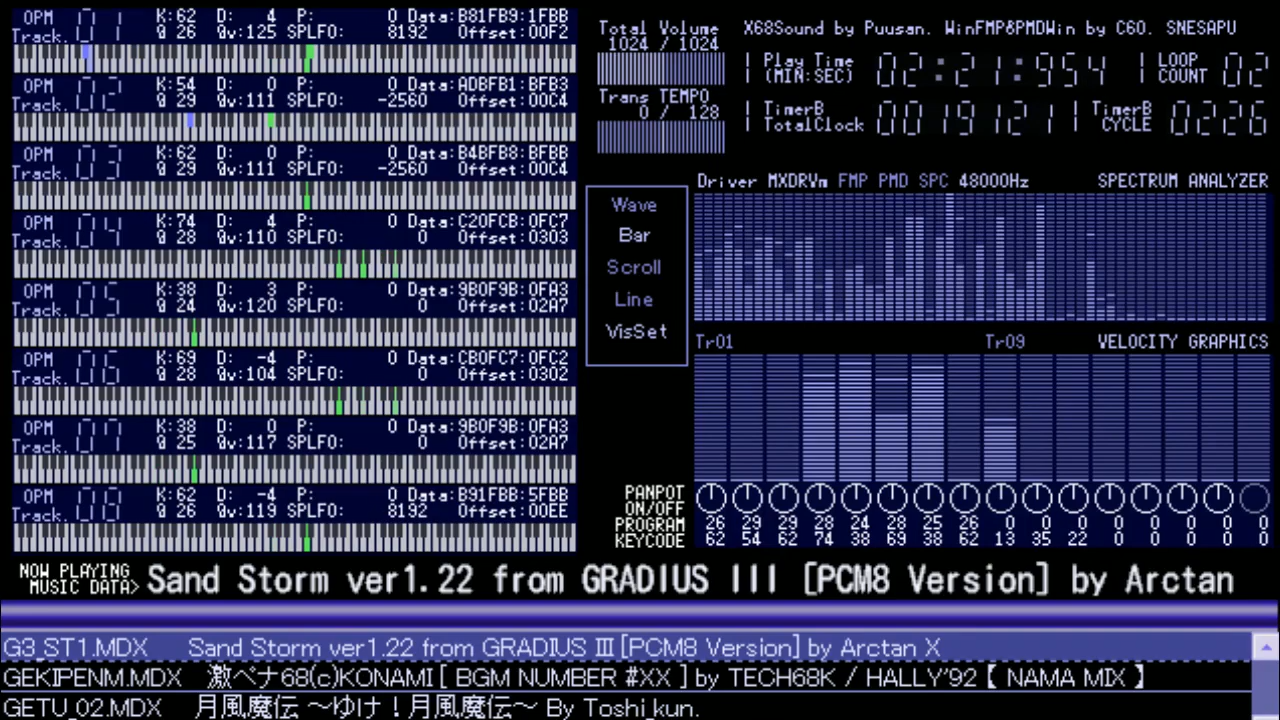 OPM K:62 D: 4 P: 0 Data:B81FB9:1FBB
Track. 01 @ 26 @v:125 SPLFO: 8192 Offset:00F2
OPM K:54 D: 0 P: 0 Data:ADBFB1:BFB3
Track. 02 @ 29 @v:111 SPLFO: -2560 Offset:00C4
OPM K:62 D: 0 P: 0 Data:B4BFB8:BFBB
Track. 03 @ 29 @v:111 SPLFO: -2560 Offset:00C4
OPM K:74 D: 4 P: 0 Data:C20FCB:0FC7
Track. 04 @ 28 @v:110 SPLFO: 0 Offset:0303
OPM K:38 D: 3 P: 0 Data:9B0F9B:0FA3
Track. 05 @ 24 @v:120 SPLFO: 0 Offset:02A7
OPM K:69 D: -4 P: 0 Data:CB0FC7:0FC2
Track. 06 @ 28 @v:104 SPLFO: 0 Offset:0302
OPM K:38 D: 0 P: 0 Data:9B0F9B:0FA3
Track. 07 @ 25 @v:117 SPLFO: 0 Offset:02A7
OPM K:62 D: -4 P: 0 Data:B91FBB:5FBB
Track. 08 @ 26 @v:119 SPLFO: 8192 Offset:00EE
Total Volume
1024 / 1024
Trans TEMPO
0 / 128
X68Sound by Puusan. WinFMP&PMDWin by C60. SNESAPU
Play Time (MIN:SEC) 02:21:954 LOOP COUNT 02
TimerB TotalClock 0019121 TimerB CYCLE 0226
Wave
Bar
Scroll
Line
VisSet
Driver MXDRVm FMP PMD SPC 48000Hz SPECTRUM ANALYZER
Tr01 Tr09 VELOCITY GRAPHICS
PANPOT
ON/OFF
PROGRAM 26 29 29 28 24 28 25 26 0 0 0 0 0 0 0 0
KEYCODE 62 54 62 74 38 69 38 62 13 35 22 0 0 0 0 0
NOW PLAYING
MUSIC DATA> Sand Storm ver1.22 from GRADIUS III [PCM8 Version] by Arctan
G3_ST1.MDX Sand Storm ver1.22 from GRADIUS III [PCM8 Version] by Arctan X
GEKIPENM.MDX 激ペナ68(c)KONAMI [ BGM NUMBER #XX ] by TECH68K / HALLY'92 【 NAMA MIX 】
GETU_02.MDX 月風魔伝 ～ゆけ！月風魔伝～ By Toshi_kun.